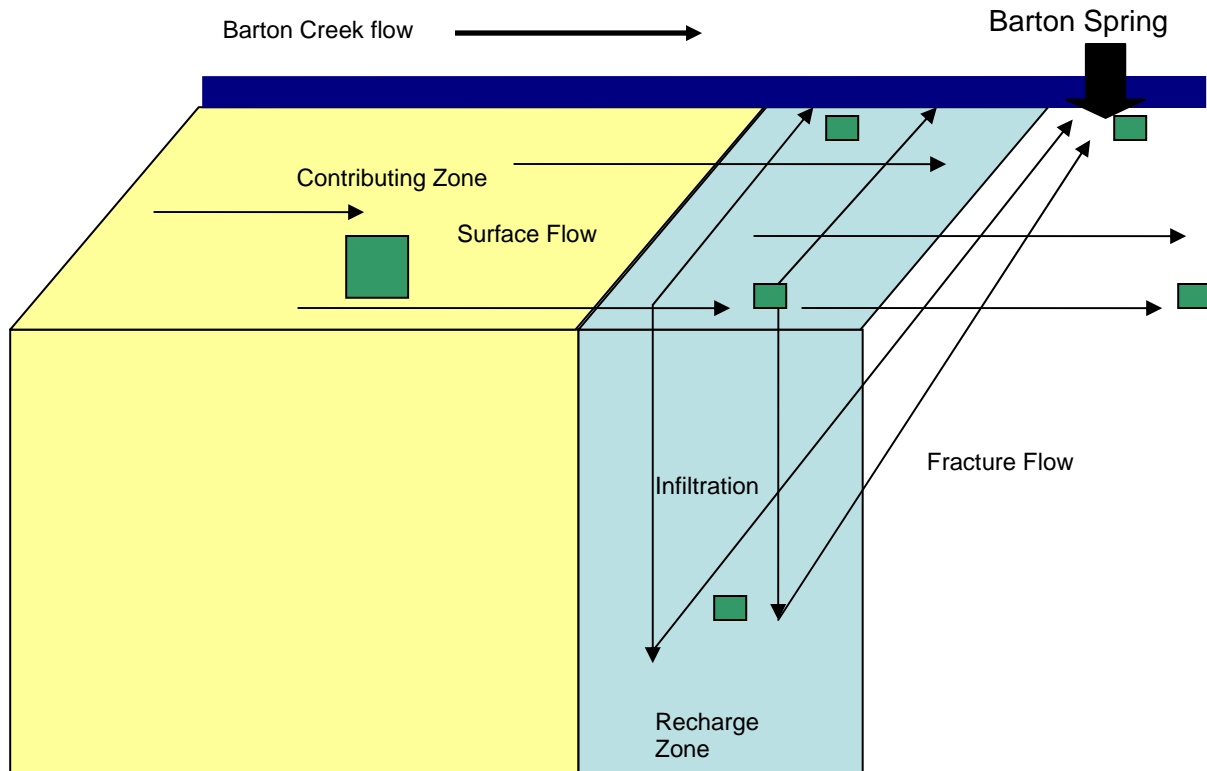 Barton Creek flow
Barton Spring
Contributing Zone
Surface Flow
Fracture Flow
Infiltration
Recharge
Zone